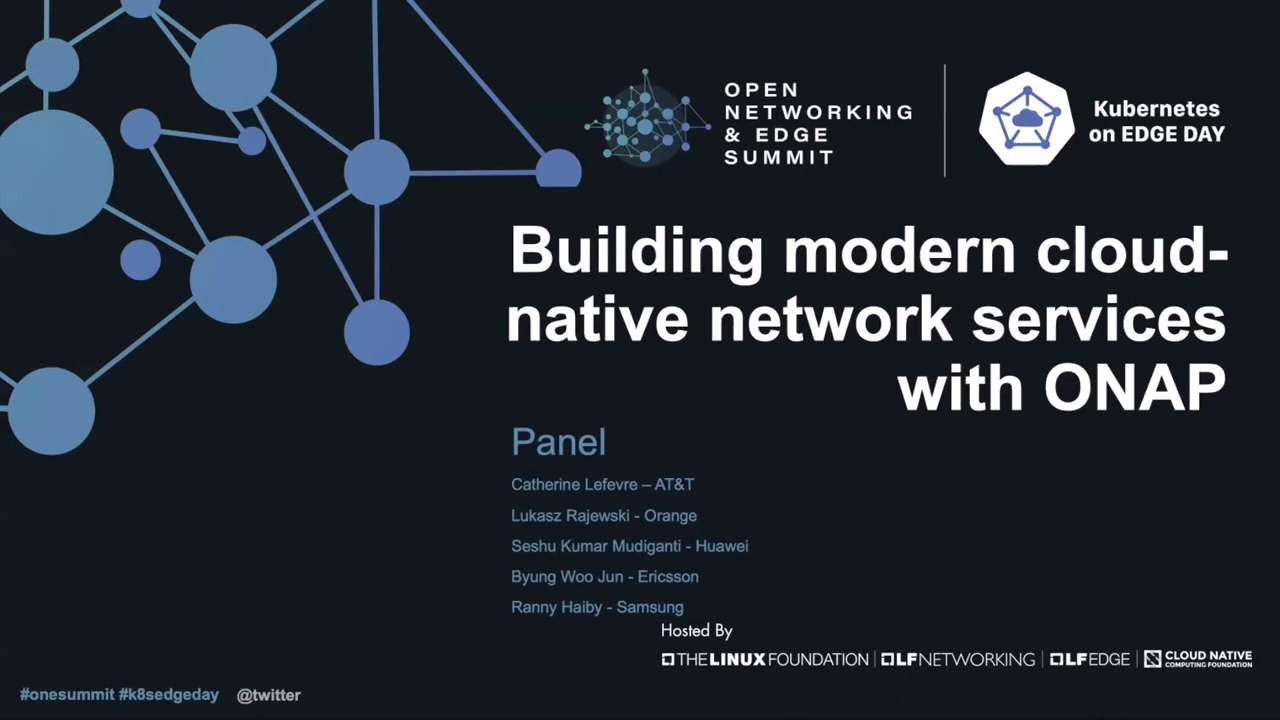 OPEN
NETWORKING
& EDGE
SUMMIT
Kubernetes
on EDGE DAY
Building modern cloud-
native network services
with ONAP
Panel
Catherine Lefevre – AT&T
Lukasz Rajewski - Orange
Seshu Kumar Mudiganti - Huawei
Byung Woo Jun - Ericsson
Ranny Haiby - Samsung
Hosted By
THE LINUX FOUNDATION | LFNETWORKING | LFEDGE | CLOUD NATIVE
COMPUTING FOUNDATION
#onesummit #k8sedgeday @twitter